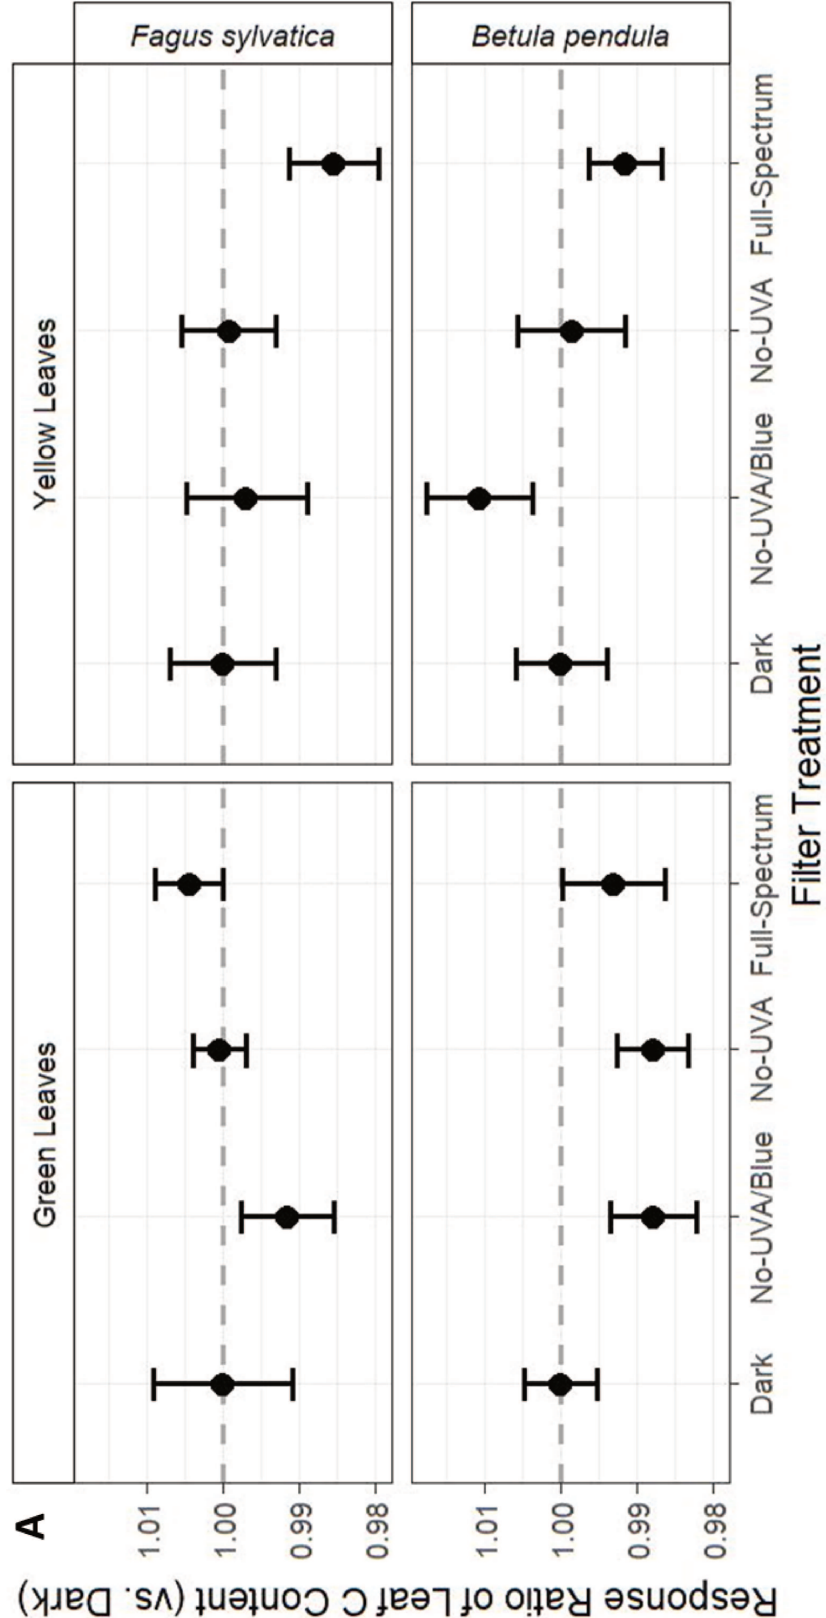 A
Green Leaves
Yellow Leaves
Response Ratio of Leaf C Content (vs. Dark)
1.01
1.00
0.99
0.98
Fagus sylvatica
1.01
1.00
0.99
0.98
Betula pendula
Dark No-UVA/Blue No-UVA Full-Spectrum
Dark No-UVA/Blue No-UVA Full-Spectrum
Filter Treatment